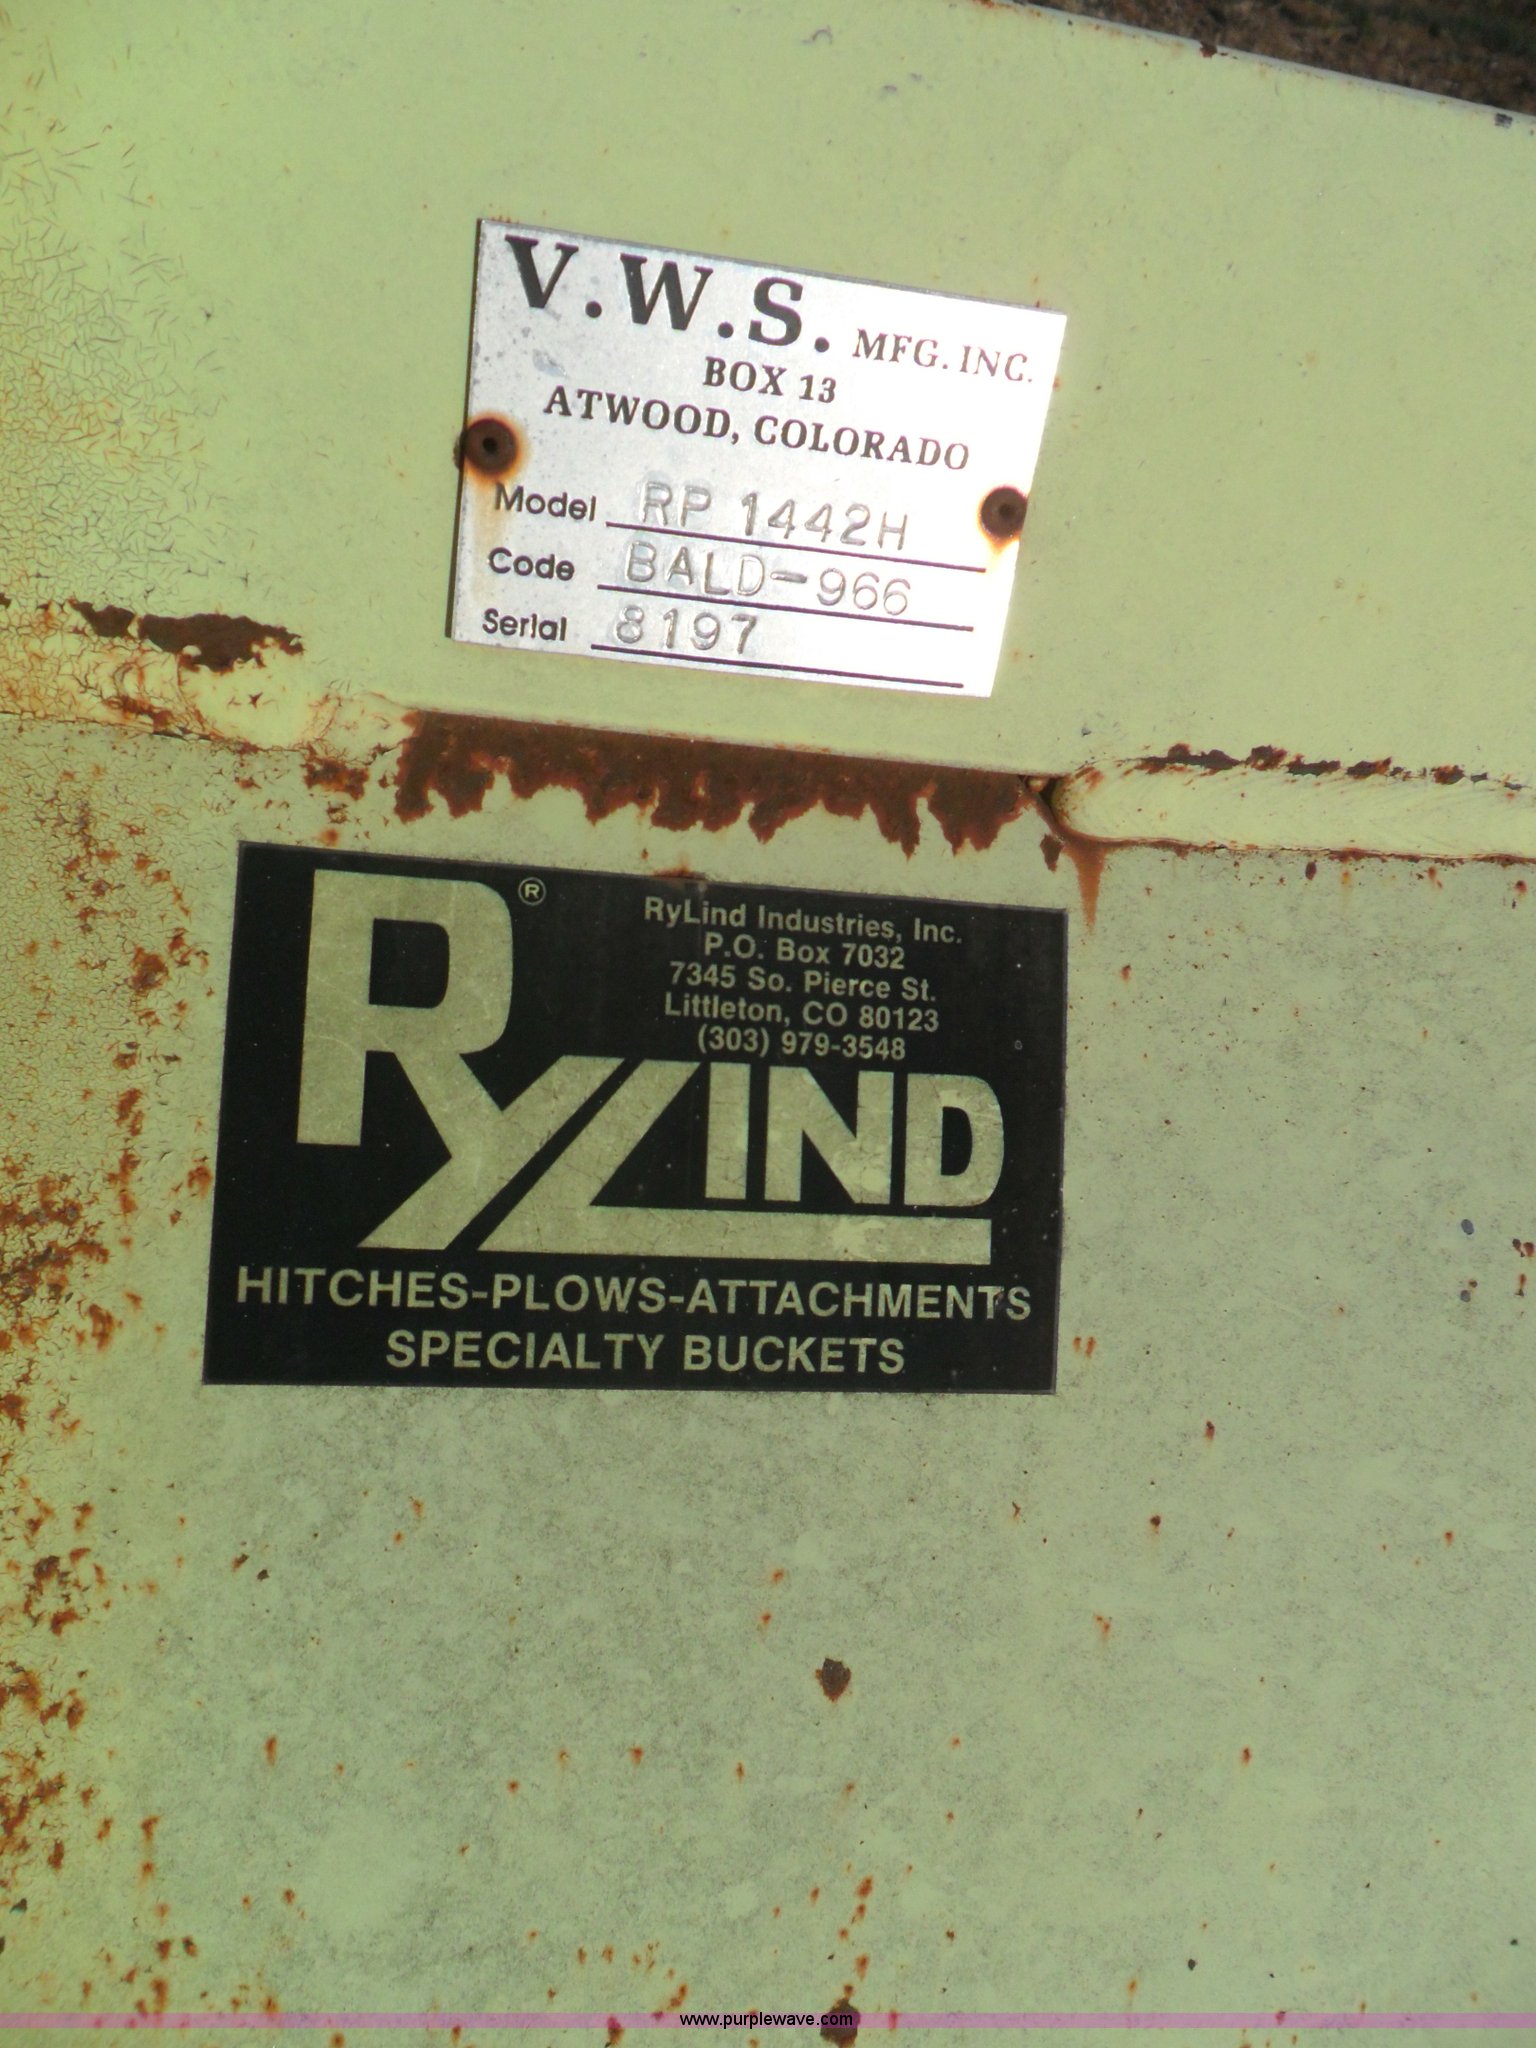 V.W.S. MFG. INC.
BOX 13
ATWOOD, COLORADO
Model RP 1442H
Code BALD-966
Serial 8197
RyLind Industries, Inc.
P.O. Box 7032
7345 So. Pierce St.
Littleton, CO 80123
(303) 979-3548
RYLIND ®
HITCHES-PLOWS-ATTACHMENTS
SPECIALTY BUCKETS
www.purplewave.com